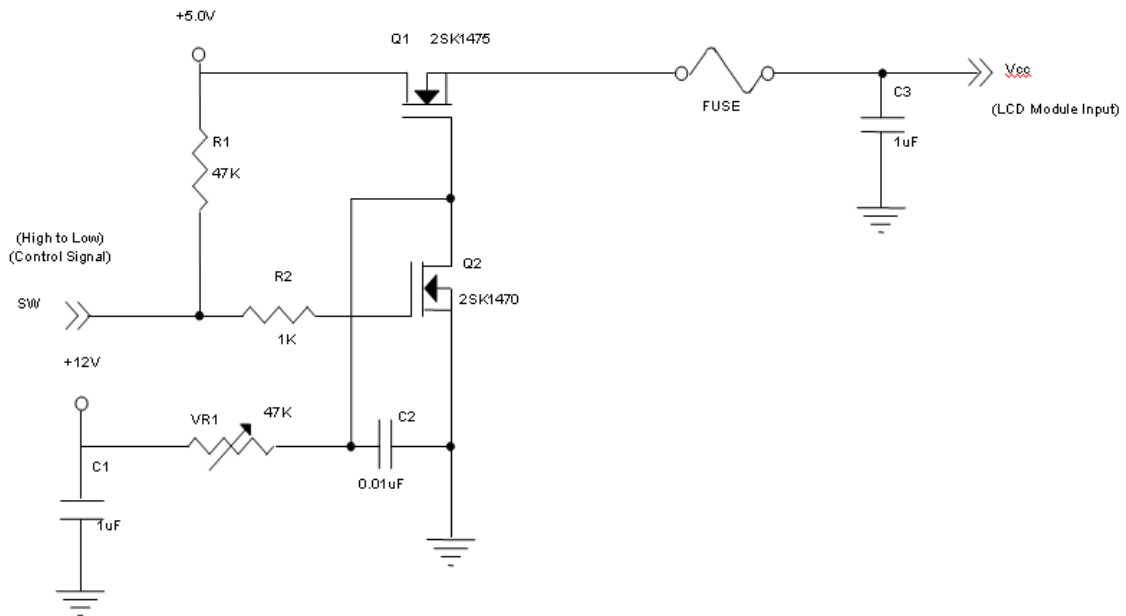 +5.0V
Q1 2SK1475
Vcc
C3
FUSE
(LCD Module Input)
R1
47K
1uF
(High to Low)
(Control Signal)
Q2
R2
SW
2SK1470
1K
+12V
47K
VR1
C2
C1
0.01uF
1uF